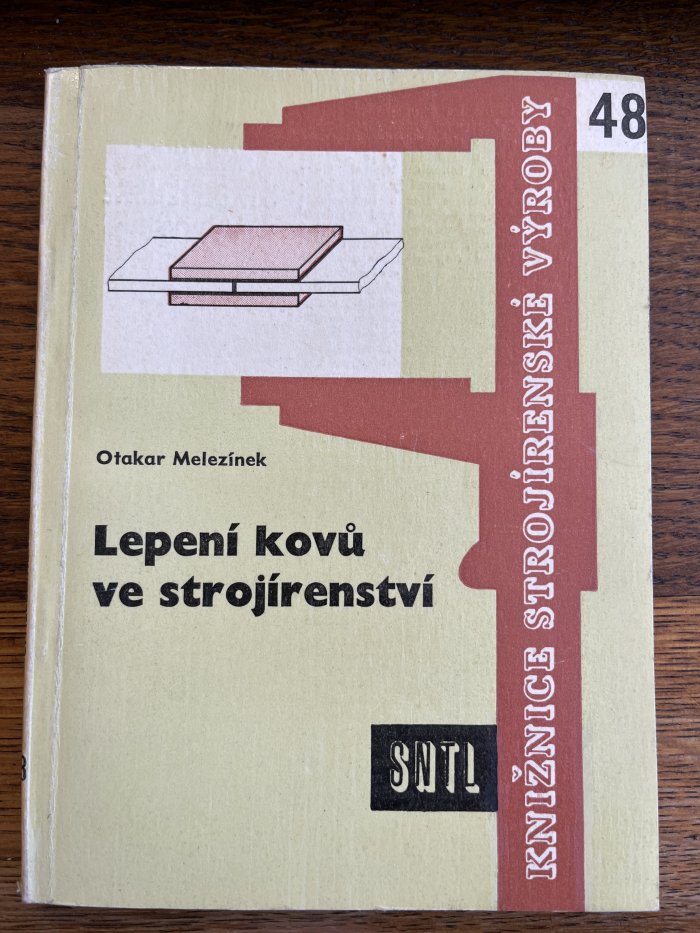 48
KNIŽNICE STROJÍRENSKÉ VÝROBY
Otakar Melezínek
Lepení kovů
ve strojírenství
SNTL